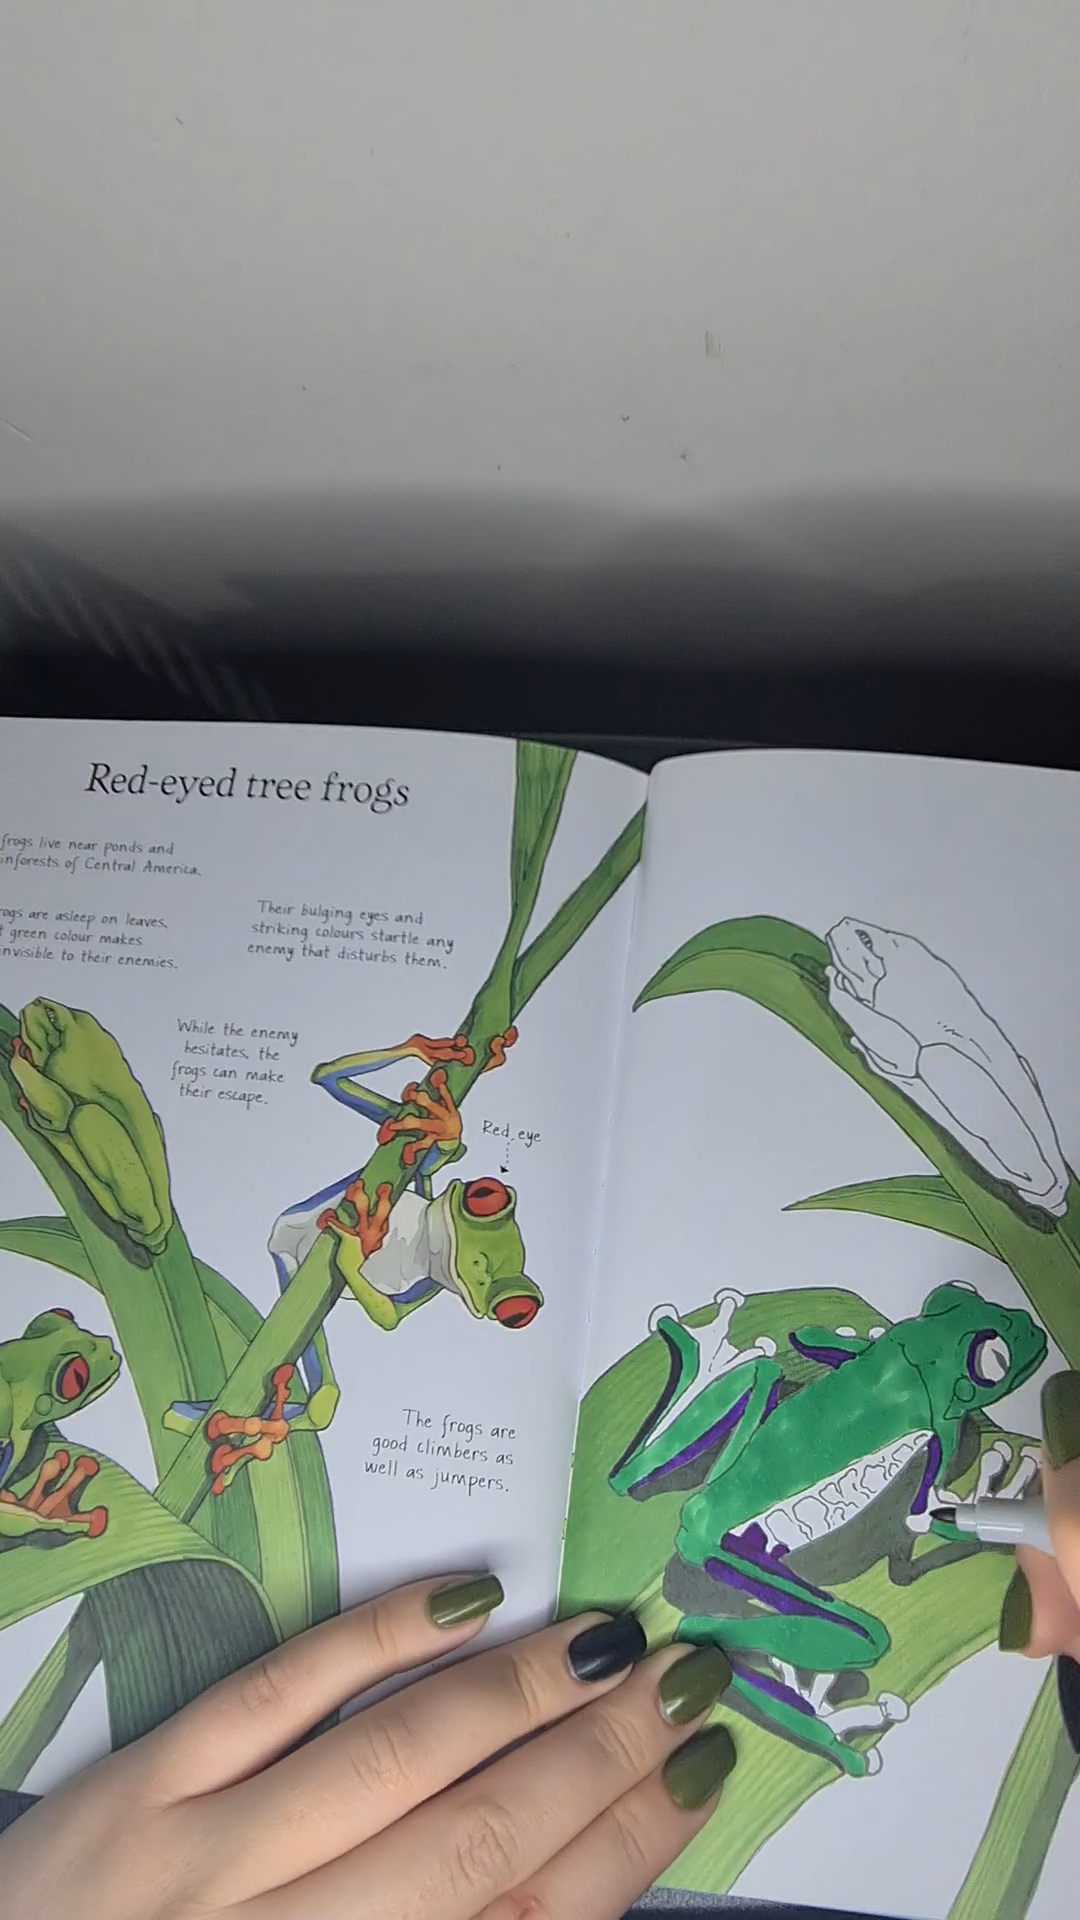 Red-eyed tree frogs
frogs live near ponds and
inforests of Central America.
ogs are asleep on leaves,
t green colour makes
invisible to their enemies.
Their bulging eyes and
striking colours startle any
enemy that disturbs them.
While the enemy
hesitates, the
frogs can make
their escape.
Red eye
The frogs are
good climbers as
well as jumpers.